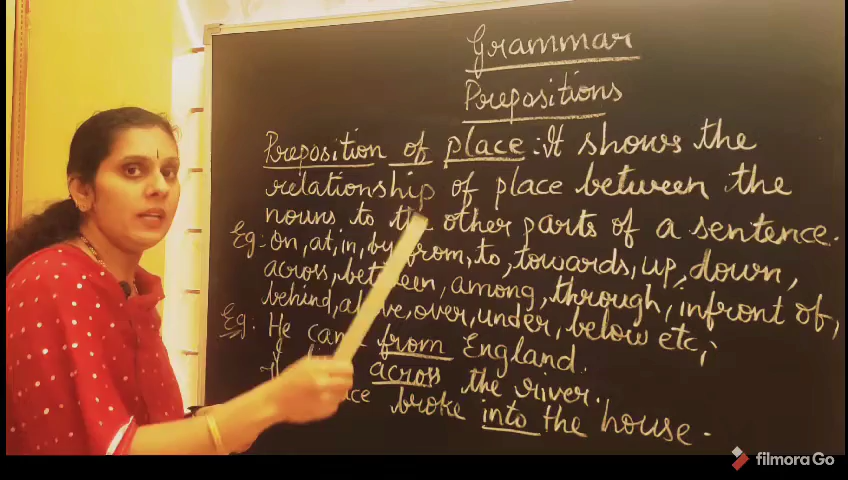 Grammar
Prepositions
Preposition of place: It shows the
relationship of place between the
nouns to the other parts of a sentence.
Eg: On, at, in, by, from, to, towards, up, down,
across, between, among, through, infront of,
behind, above, over, under, below etc;
Eg: He came from England.
across the river.
broke into the house.
filmora Go